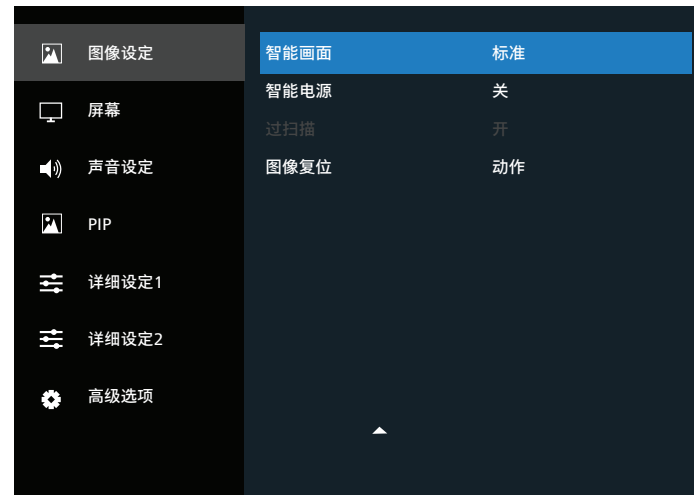 图像设定
屏幕
声音设定
PIP
详细设定1
详细设定2
高级选项
智能画面 标准
智能电源 关
过扫描 开
图像复位 动作